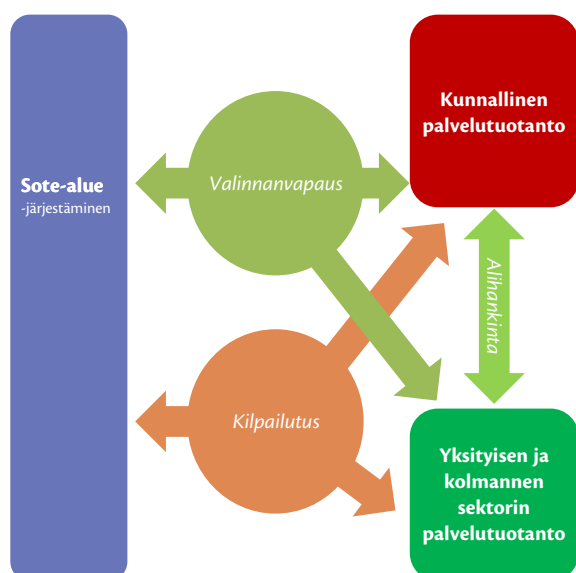 Sote-alue
-järjestäminen
Valinnanvapaus
Kunnallinen
palvelutuotanto
Alihankinta
Kilpailutus
Yksityisen ja
kolmannen
sektorin
palvelutuotanto